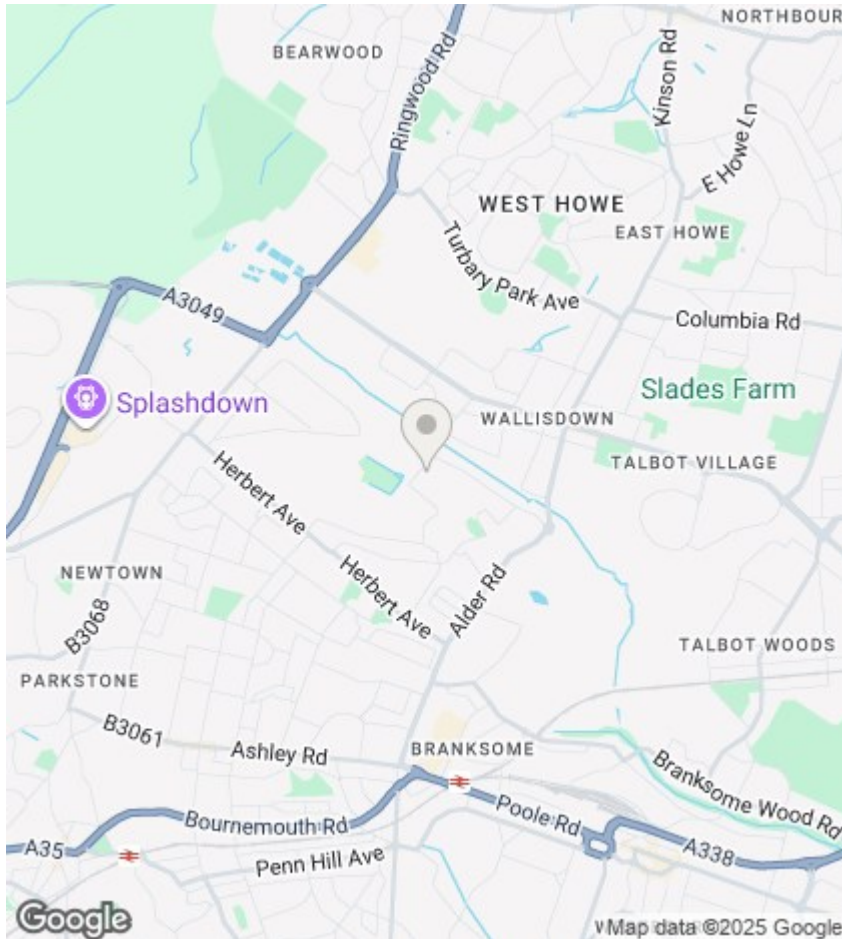 NORTHBOUR
BEARWOOD
Ringwood Rd
Kinson Rd
E Howe Ln
WEST HOWE
EAST HOWE
Turbary Park Ave
A3049
Columbia Rd
Splashdown
Slades Farm
WALLISDOWN
TALBOT VILLAGE
Herbert Ave
Herbert Ave
Alder Rd
NEWTOWN
B3068
TALBOT WOODS
PARKSTONE
B3061
Ashley Rd
BRANKSOME
Branksome Wood Rd
Poole Rd
Bournemouth Rd
A35
A338
Penn Hill Ave
Google
Map data ©2025 Google